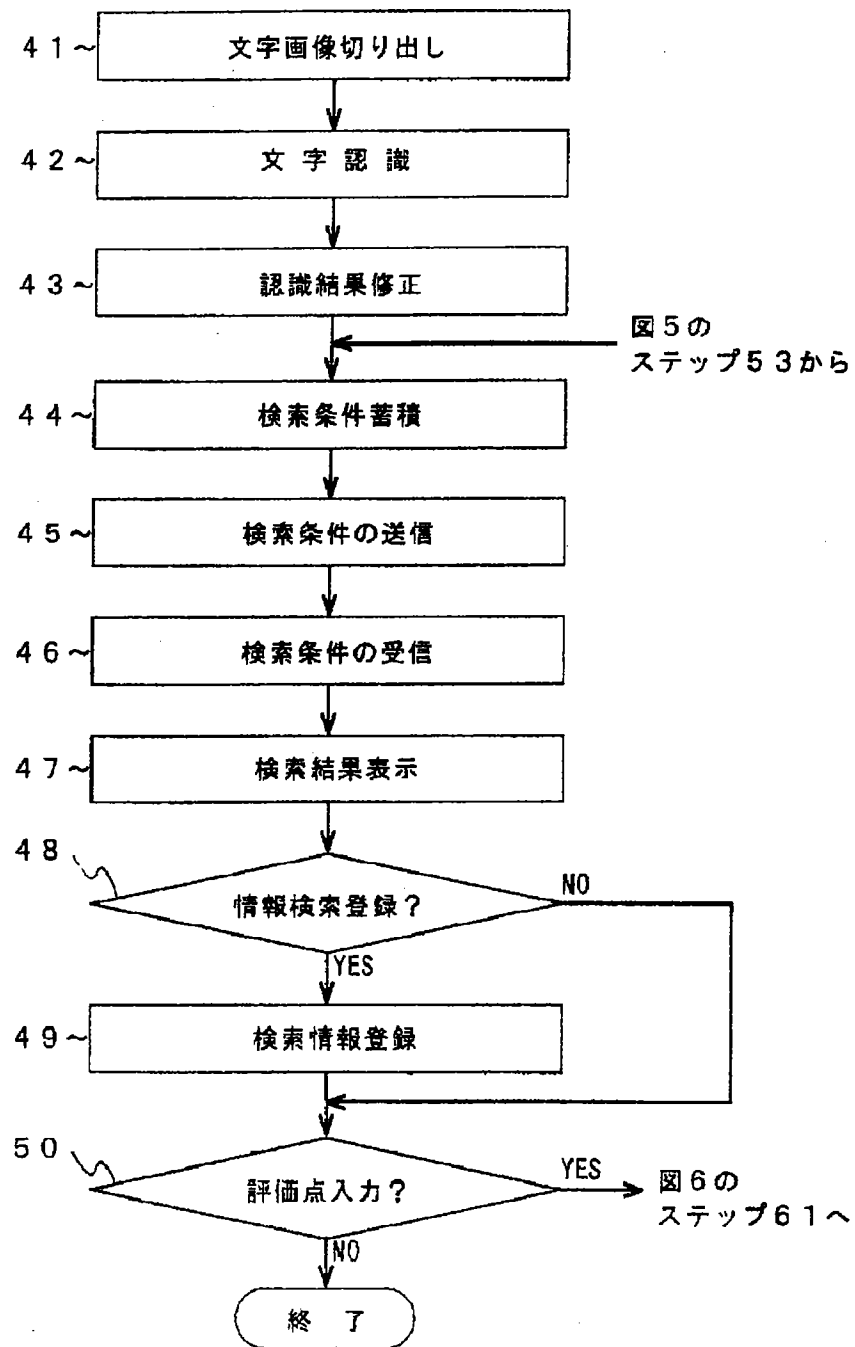 41~ 文字画像切り出し
42~ 文字認識
43~ 認識結果修正
図5の
ステップ53から
44~ 検索条件蓄積
45~ 検索条件の送信
46~ 検索条件の受信
47~ 検索結果表示
48
情報検索登録?
NO
YES
49~ 検索情報登録
50
評価点入力?
YES
図6の
ステップ61へ
NO
終了